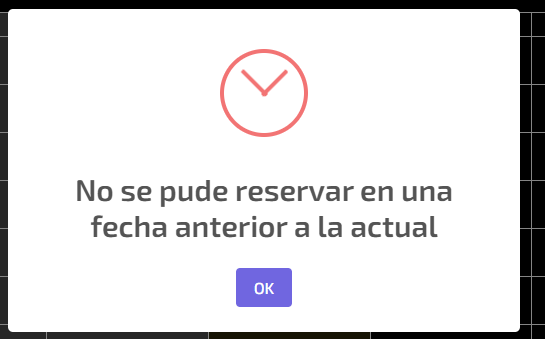 No se pude reservar en una
fecha anterior a la actual
OK